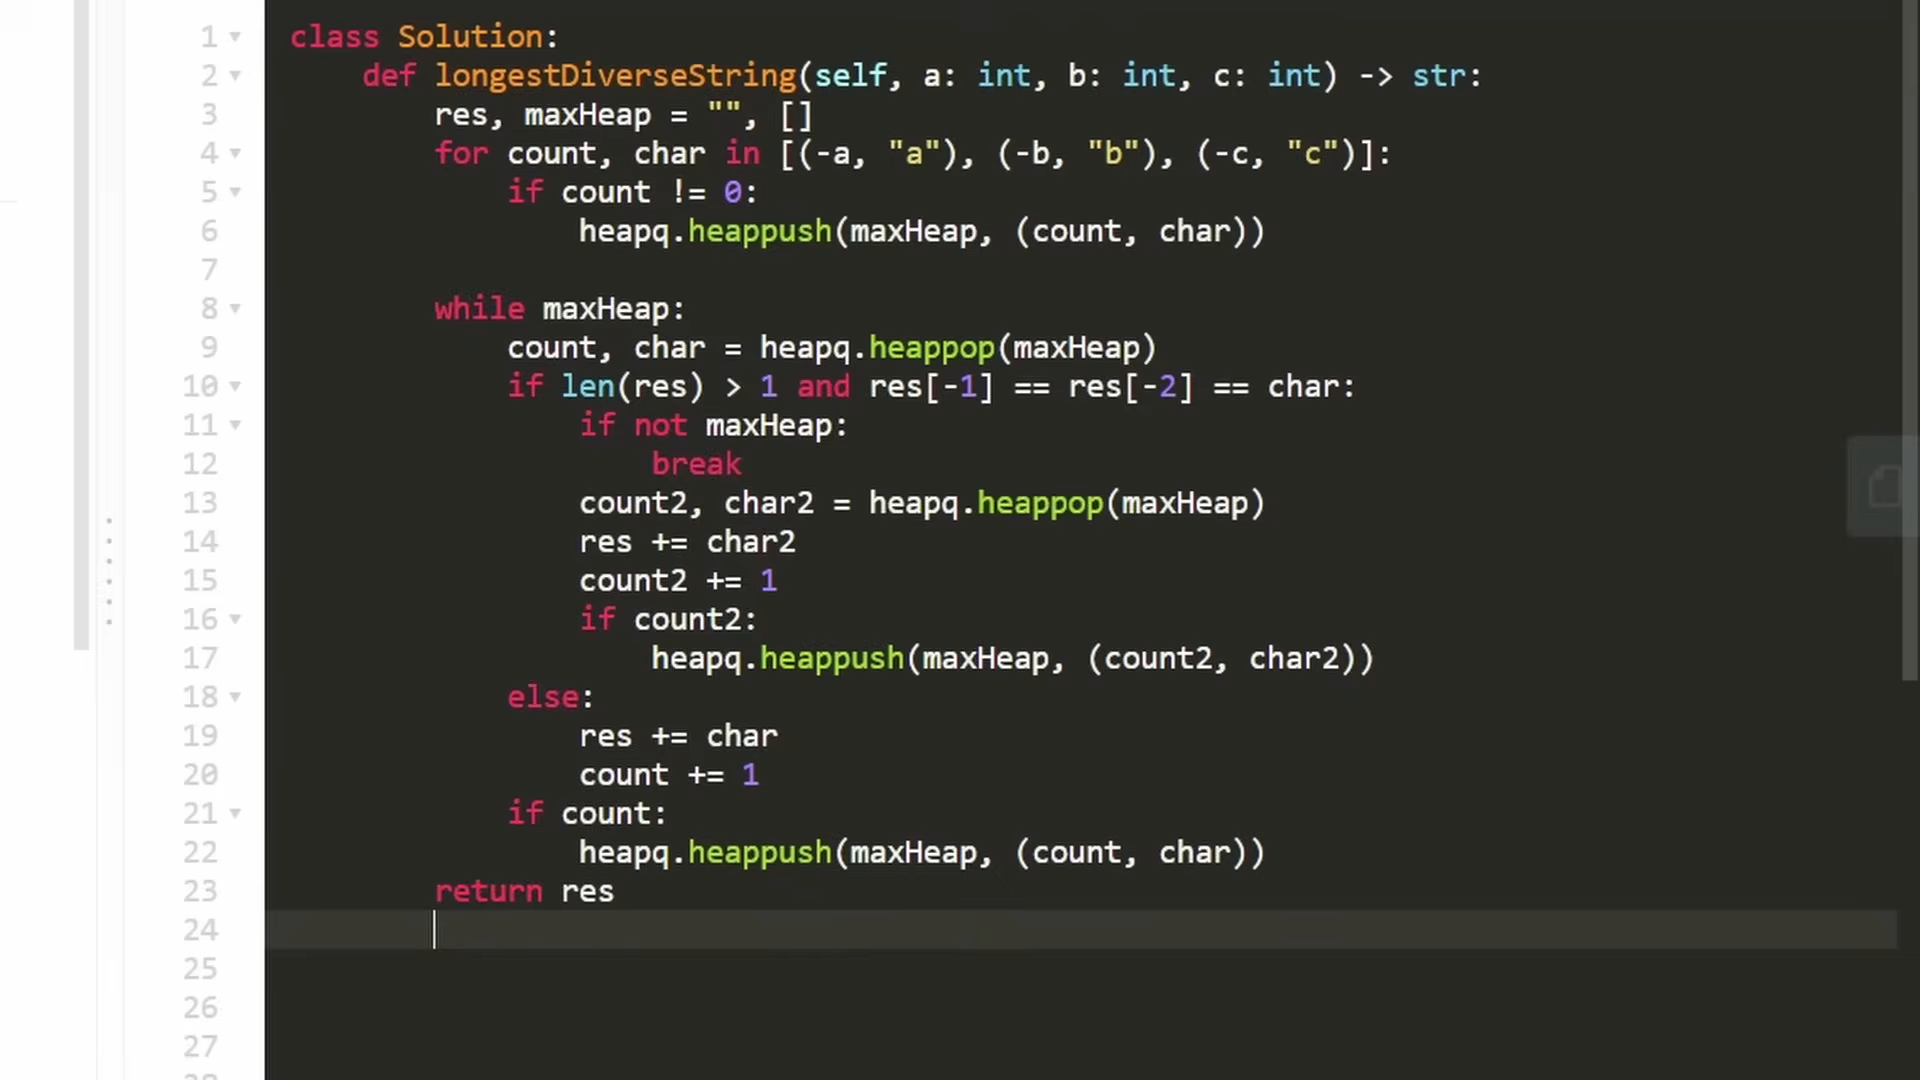 1 class Solution:
2     def longestDiverseString(self, a: int, b: int, c: int) -> str:
3         res, maxHeap = "", []
4         for count, char in [(-a, "a"), (-b, "b"), (-c, "c")]:
5             if count != 0:
6                 heapq.heappush(maxHeap, (count, char))
7
8         while maxHeap:
9             count, char = heapq.heappop(maxHeap)
10             if len(res) > 1 and res[-1] == res[-2] == char:
11                 if not maxHeap:
12                     break
13                 count2, char2 = heapq.heappop(maxHeap)
14                 res += char2
15                 count2 += 1
16                 if count2:
17                     heapq.heappush(maxHeap, (count2, char2))
18             else:
19                 res += char
20                 count += 1
21             if count:
22                 heapq.heappush(maxHeap, (count, char))
23         return res
24
25
26
27